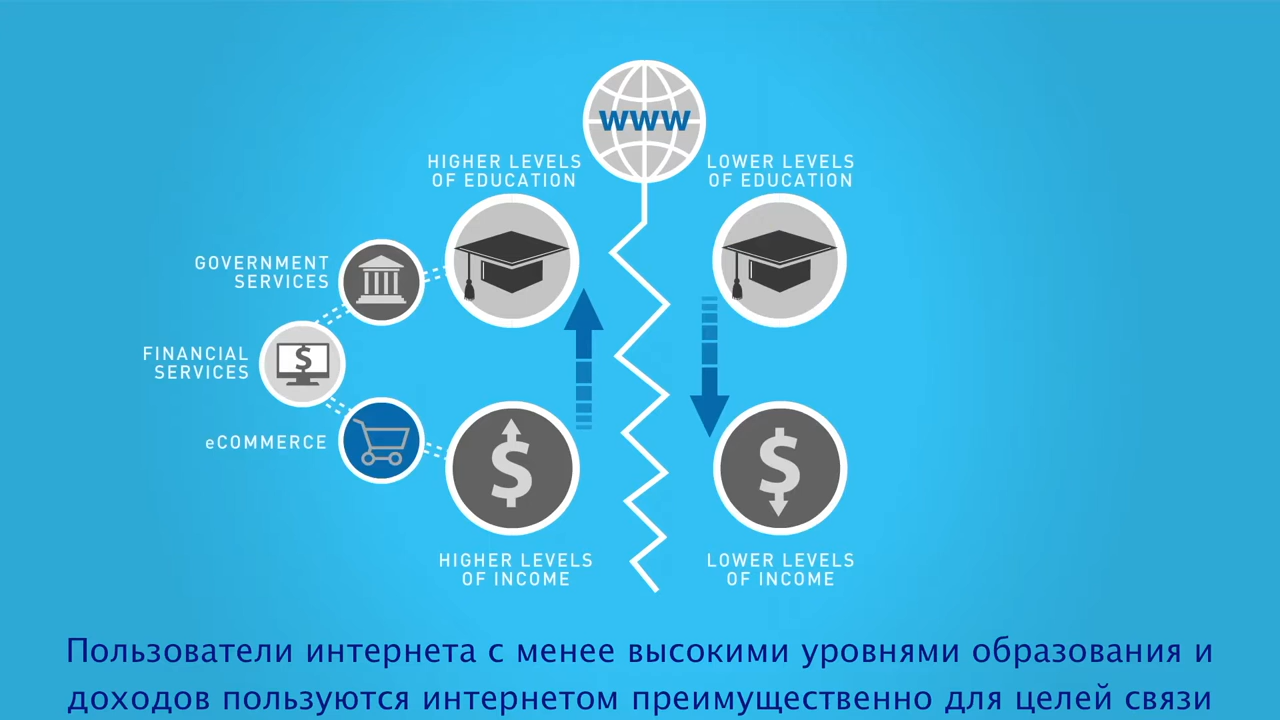 WWW
HIGHER LEVELS
OF EDUCATION
LOWER LEVELS
OF EDUCATION
GOVERNMENT
SERVICES
FINANCIAL
SERVICES
$
eCOMMERCE
$
$
HIGHER LEVELS
OF INCOME
LOWER LEVELS
OF INCOME
Пользователи интернета с менее высокими уровнями образования и
доходов пользуются интернетом преимущественно для целей связи